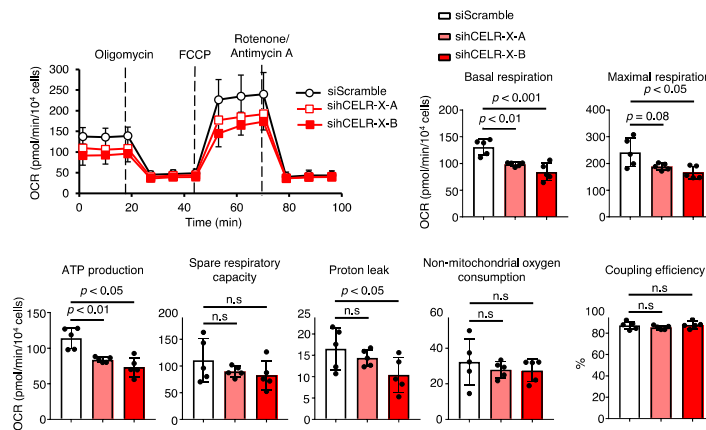 siScramble
sihCELR-X-A
sihCELR-X-B
Oligomycin
FCCP
Rotenone/
Antimycin A
OCR (pmol/min/10⁴ cells)
300
250
200
150
100
50
0
0
20
40
60
80
100
Time (min)
siScramble
sihCELR-X-A
sihCELR-X-B
Basal respiration
p < 0.001
p < 0.01
OCR (pmol/min/10⁴ cells)
200
150
100
50
0
Maximal respiration
p < 0.05
p = 0.08
400
300
200
100
0
ATP production
p < 0.05
p < 0.01
OCR (pmol/min/10⁴ cells)
150
100
50
0
Spare respiratory
capacity
n.s
n.s
200
150
100
50
0
Proton leak
p < 0.05
n.s
25
20
15
10
5
0
Non-mitochondrial oxygen
consumption
n.s
n.s
60
40
20
0
Coupling efficiency
n.s
n.s
%
100
80
60
40
20
0